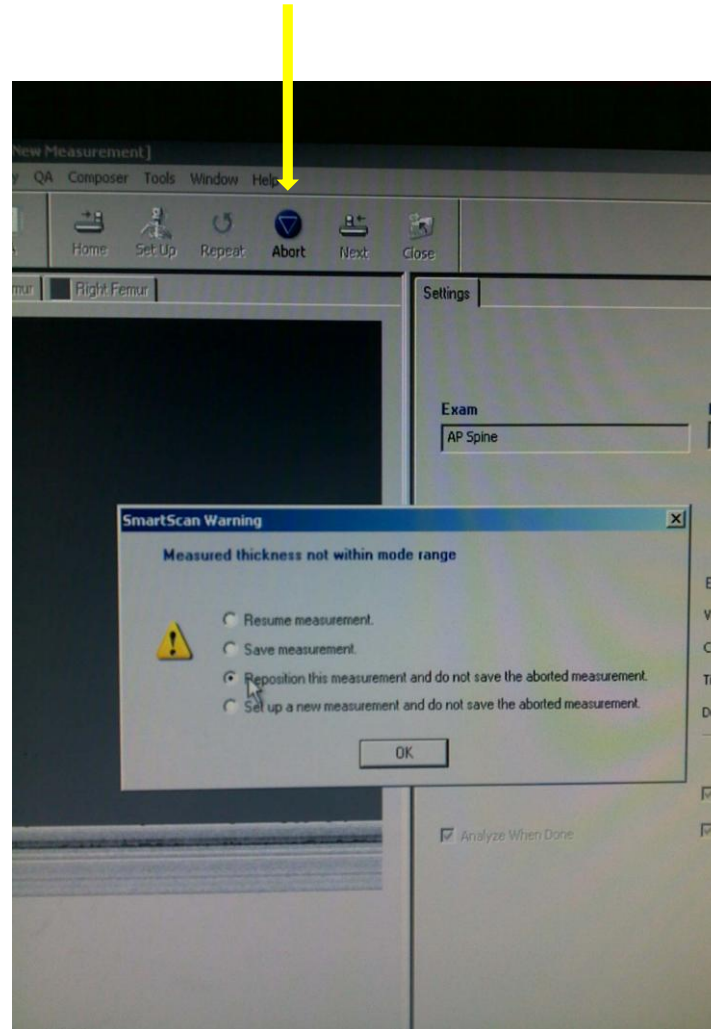 New Measurement]
QA Composer Tools Window Help
Home Set Up Repeat Abort Next Close
Right Femur
Settings
Exam
AP Spine
SmartScan Warning
Measured thickness not within mode range
Resume measurement.
Save measurement.
Reposition this measurement and do not save the aborted measurement.
Set up a new measurement and do not save the aborted measurement.
OK
Analyze When Done